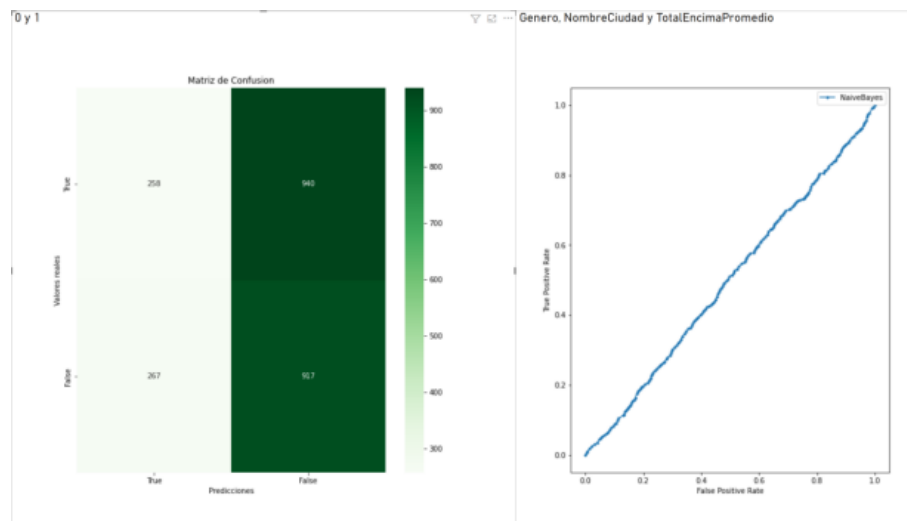 0 y 1
Genero, NombreCiudad y TotalEncimaPromedio
Matriz de Confusion
900
800
700
600
500
400
300
True
False
Valores reales
258
940
267
917
True
False
Predicciones
NaiveBayes
1.0
0.8
0.6
0.4
0.2
0.0
True Positive Rate
0.0
0.2
0.4
0.6
0.8
1.0
False Positive Rate